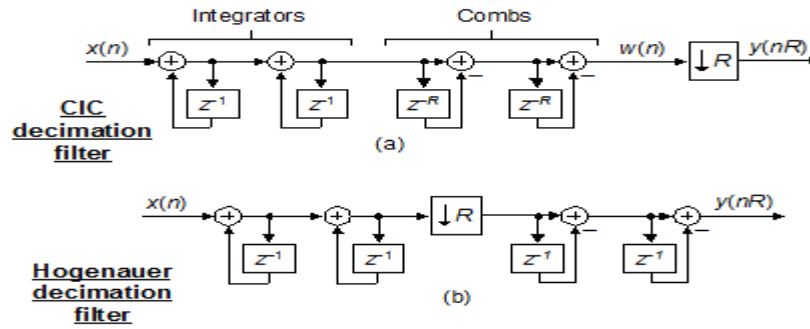 Integrators
Combs
x(n)
w(n)
↓ R
y(nR)
z⁻¹
z⁻¹
z⁻ᴿ
z⁻ᴿ
CIC
decimation
filter
(a)
x(n)
↓ R
y(nR)
z⁻¹
z⁻¹
z⁻¹
z⁻¹
Hogenauer
decimation
filter
(b)